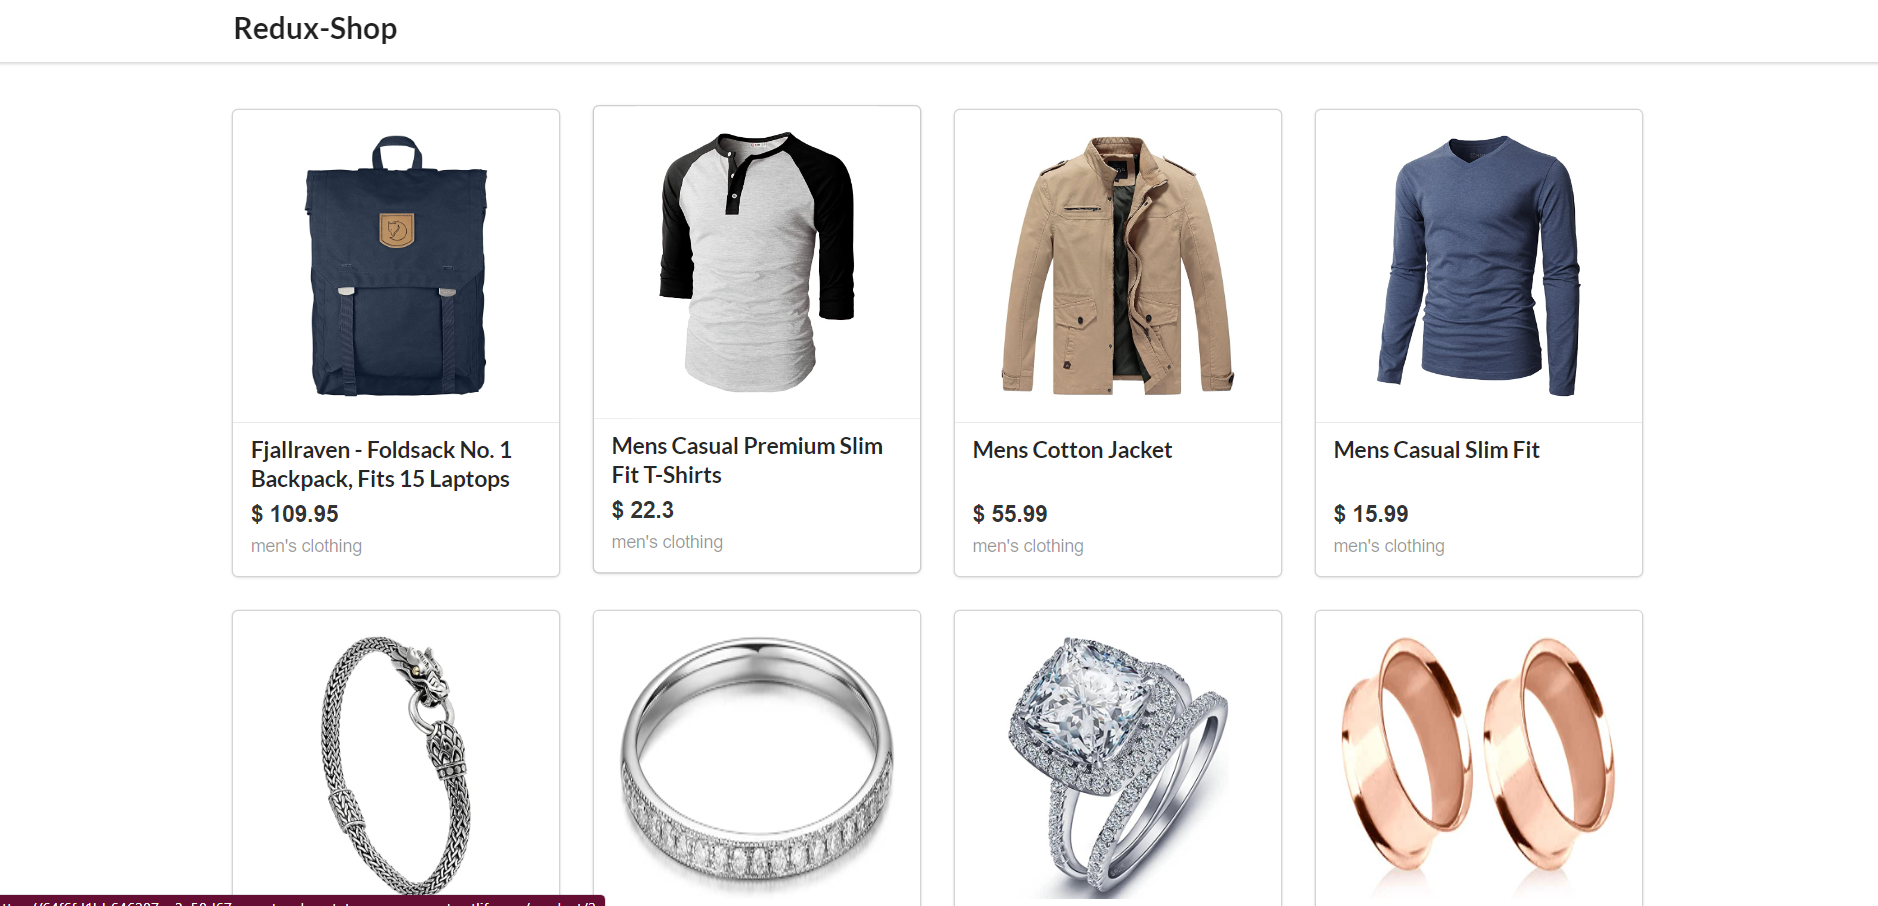 Redux-Shop
Fjallraven - Foldsack No. 1
Backpack, Fits 15 Laptops
$ 109.95
men's clothing
Mens Casual Premium Slim
Fit T-Shirts
$ 22.3
men's clothing
Mens Cotton Jacket
$ 55.99
men's clothing
Mens Casual Slim Fit
$ 15.99
men's clothing